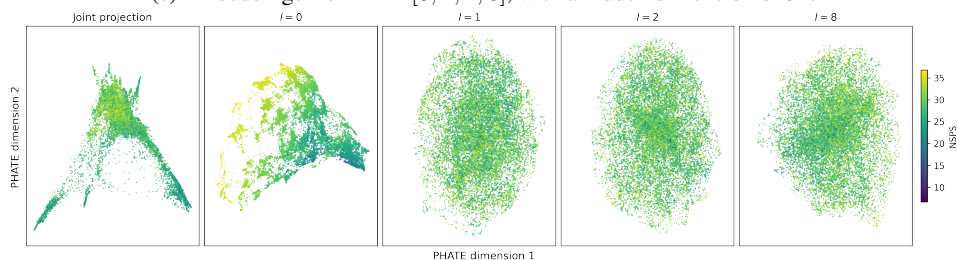 Joint projection
l = 0
l = 1
l = 2
l = 8
PHATE dimension 2
PHATE dimension 1
35
30
25
20
15
10
NSPS